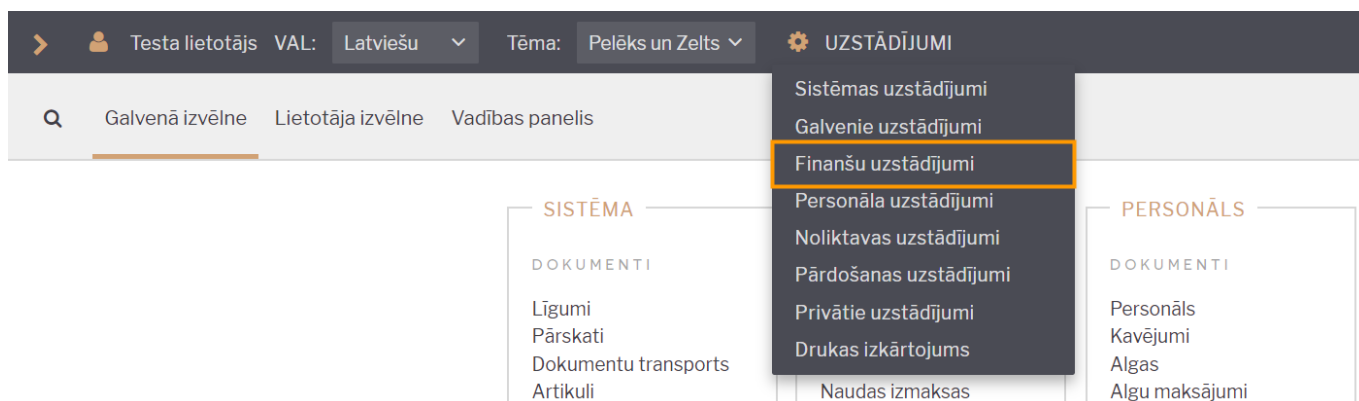 Testa lietotājs VAL: Latviešu Tēma: Pelēks un Zelts UZSTĀDĪJUMI
Galvenā izvēlne Lietotāja izvēlne Vadības panelis
Sistēmas uzstādījumi
Galvenie uzstādījumi
Finanšu uzstādījumi
Personāla uzstādījumi
Noliktavas uzstādījumi
Pārdošanas uzstādījumi
Privātie uzstādījumi
Drukas izkārtojums
SISTĒMA
DOKUMENTI
Līgumi
Pārskati
Dokumentu transports
Artikuli
Naudas izmaksas
PERSONĀLS
DOKUMENTI
Personāls
Kavējumi
Algas
Algu maksājumi